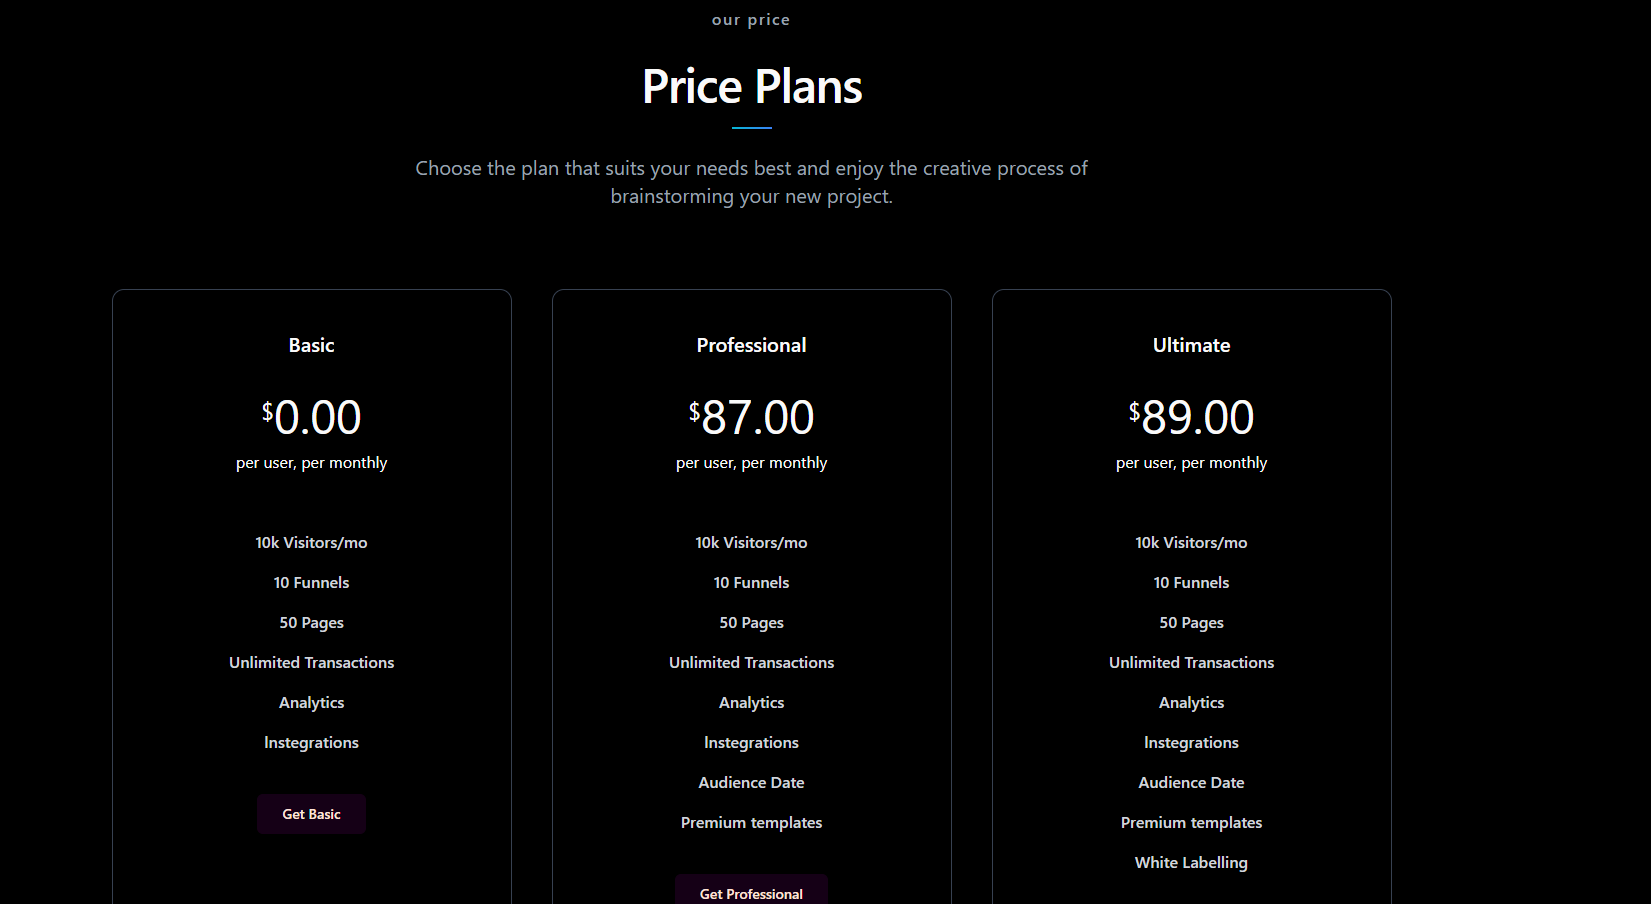 our price
Price Plans
Choose the plan that suits your needs best and enjoy the creative process of
brainstorming your new project.
Basic
$0.00
per user, per monthly
10k Visitors/mo
10 Funnels
50 Pages
Unlimited Transactions
Analytics
Instegrations
Get Basic
Professional
$87.00
per user, per monthly
10k Visitors/mo
10 Funnels
50 Pages
Unlimited Transactions
Analytics
Instegrations
Audience Date
Premium templates
Get Professional
Ultimate
$89.00
per user, per monthly
10k Visitors/mo
10 Funnels
50 Pages
Unlimited Transactions
Analytics
Instegrations
Audience Date
Premium templates
White Labelling